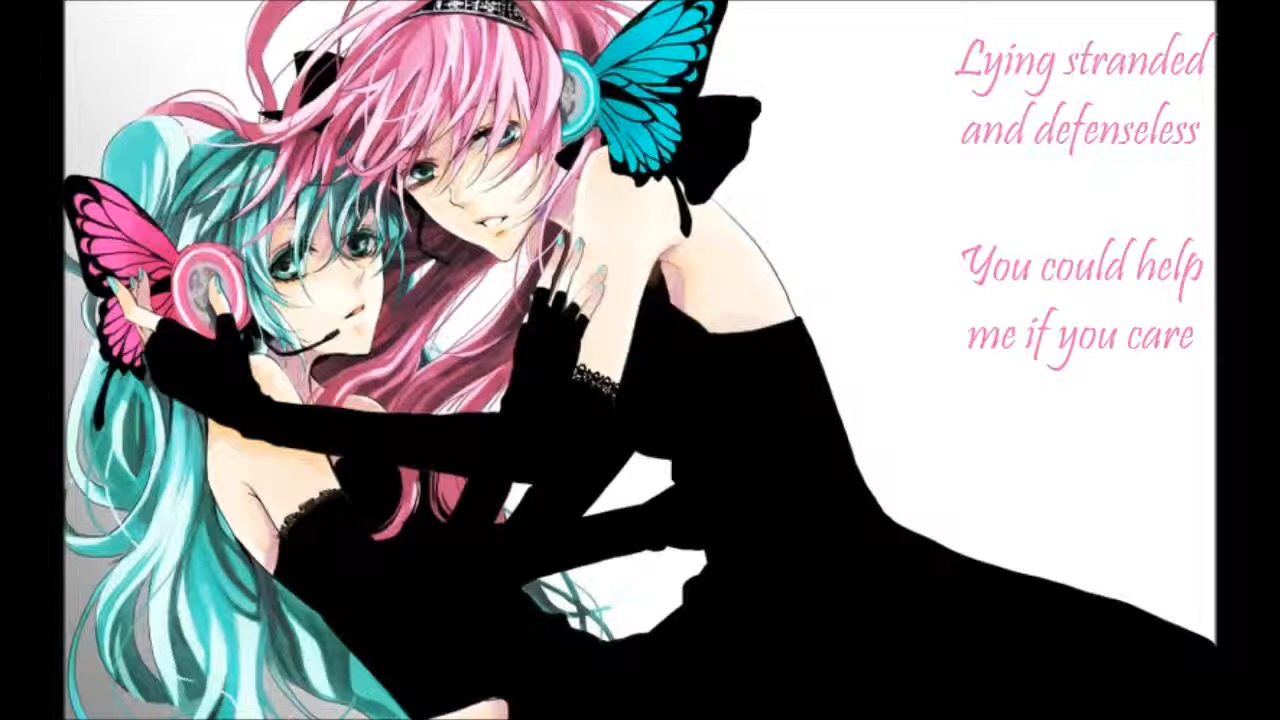 Lying stranded
and defenseless
You could help
me if you care